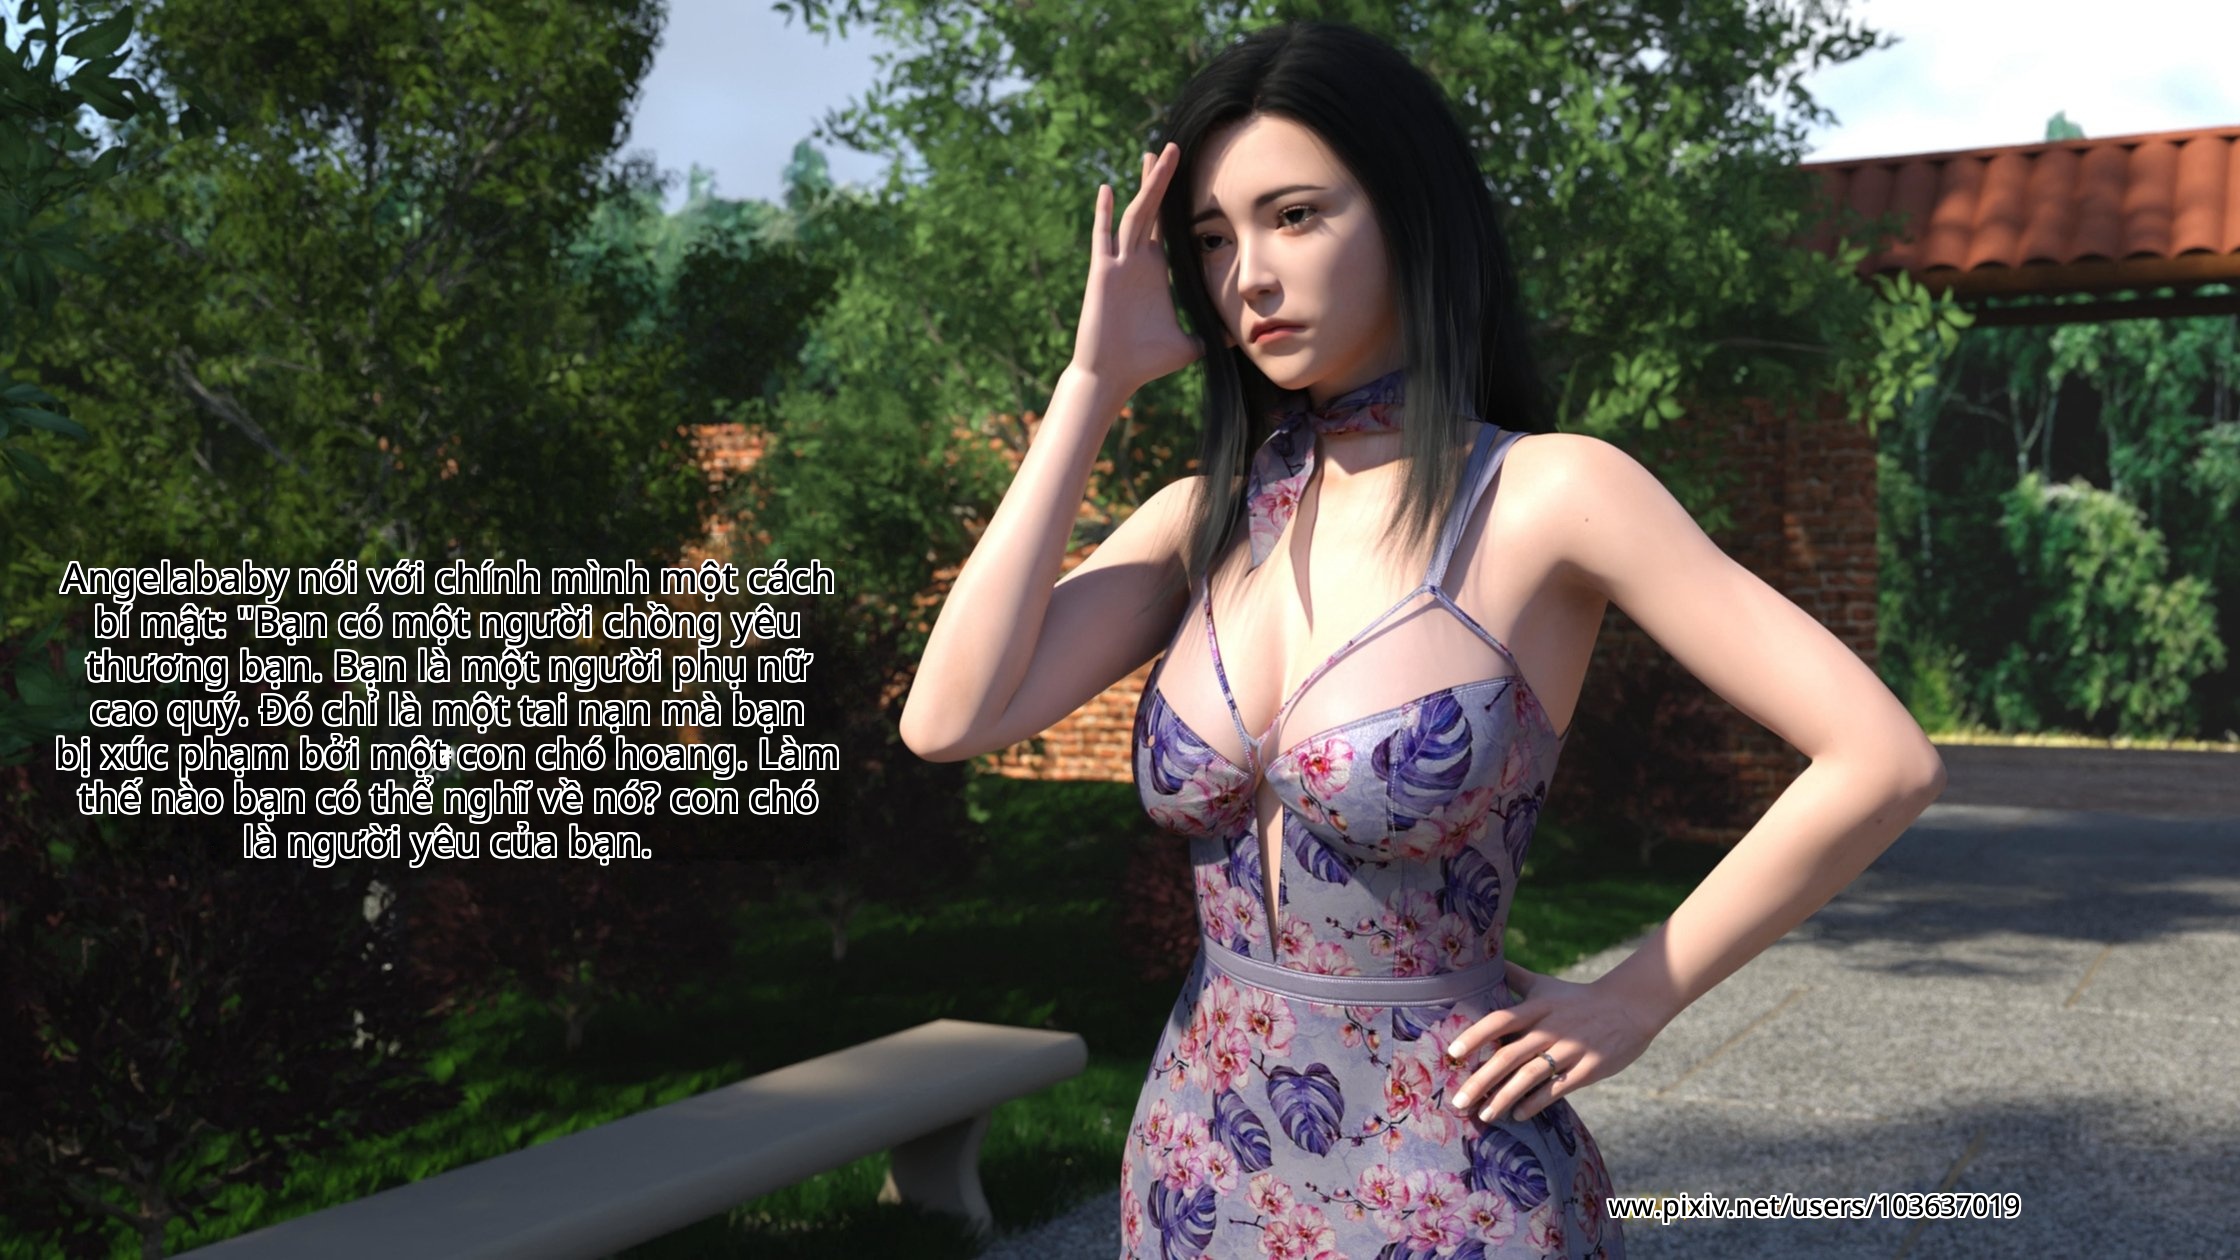 Angelababy nói với chính mình một cách
bí mật: "Bạn có một người chồng yêu
thương bạn. Bạn là một người phụ nữ
cao quý. Đó chỉ là một tai nạn mà bạn
bị xúc phạm bởi một con chó hoang. Làm
thế nào bạn có thể nghĩ về nó? con chó
là người yêu của bạn.
www.pixiv.net/users/103637019